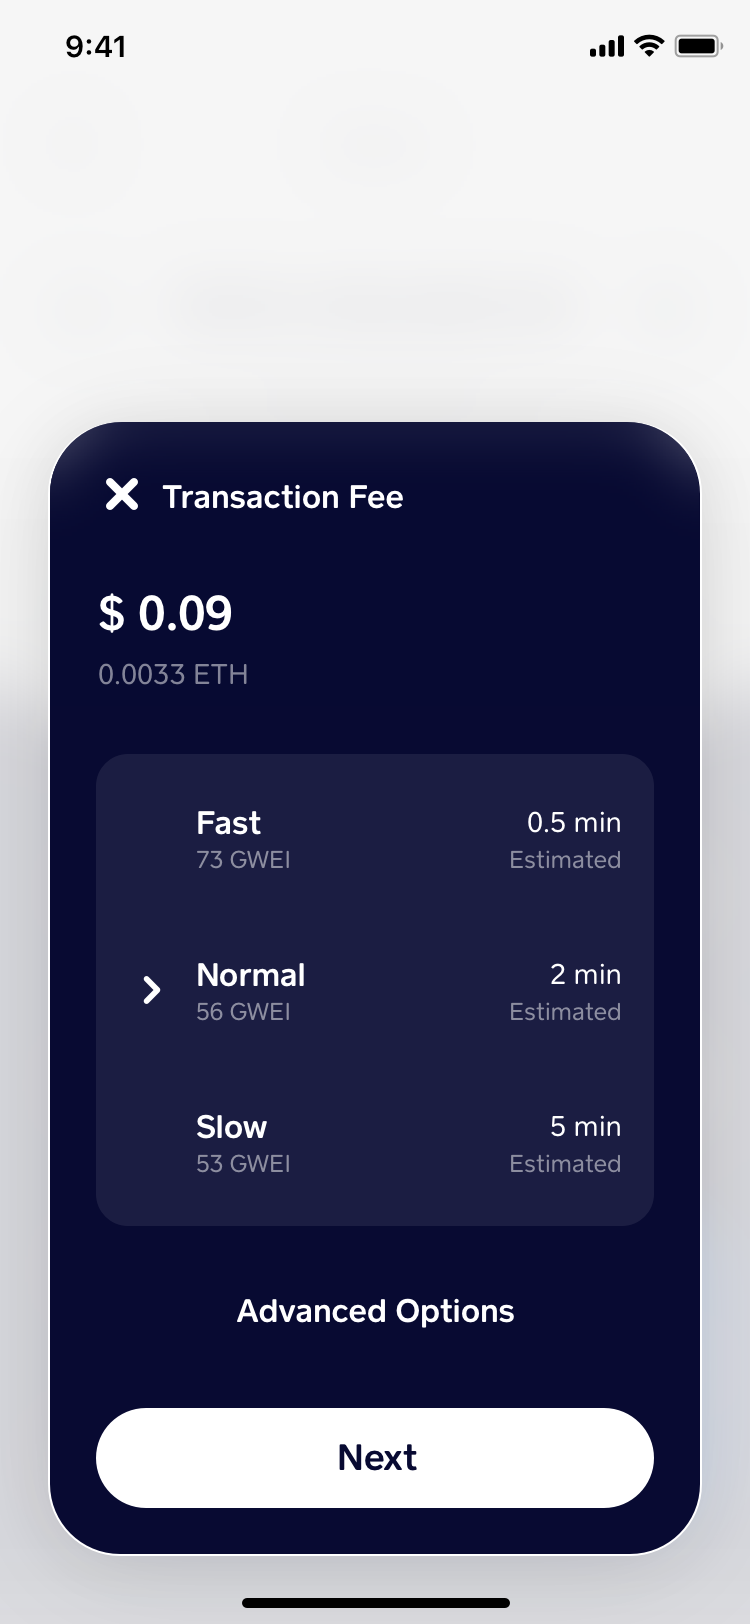 9:41
Transaction Fee
$ 0.09
0.0033 ETH
Fast 0.5 min
73 GWEI Estimated
Normal 2 min
56 GWEI Estimated
Slow 5 min
53 GWEI Estimated
Advanced Options
Next